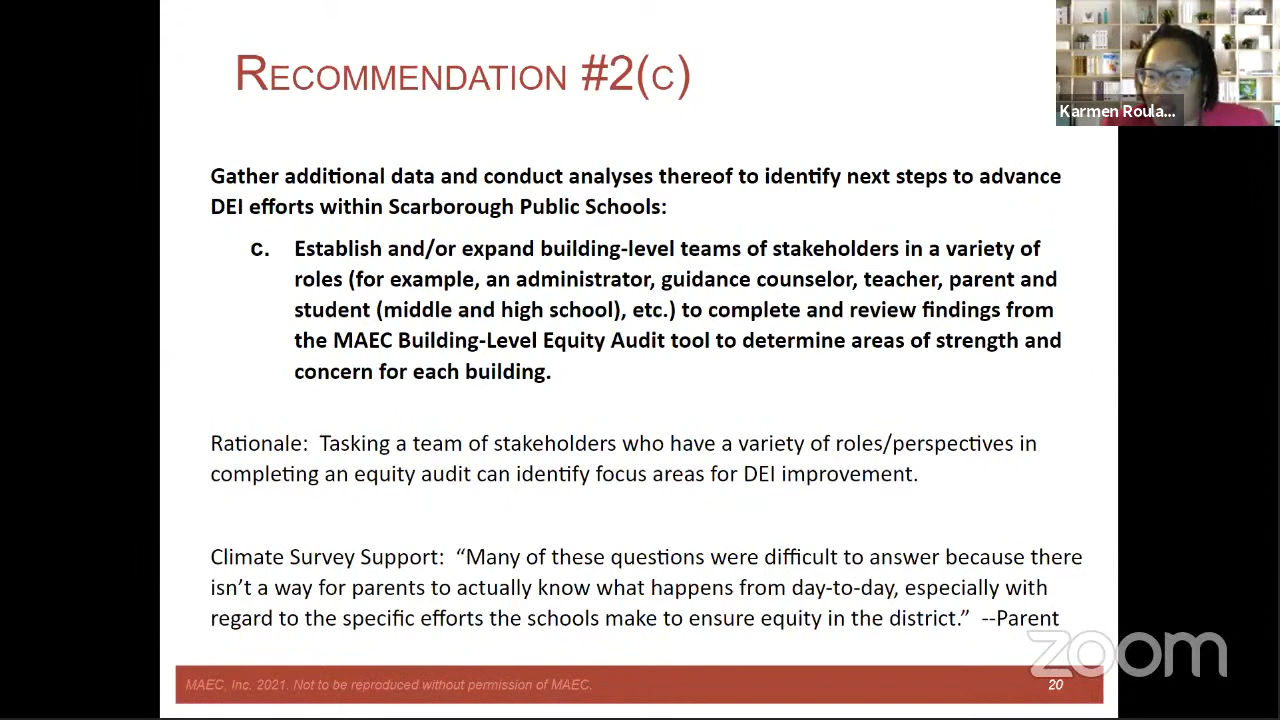 RECOMMENDATION #2(C)
Karmen Roula...
Gather additional data and conduct analyses thereof to identify next steps to advance
DEI efforts within Scarborough Public Schools:
c. Establish and/or expand building-level teams of stakeholders in a variety of
roles (for example, an administrator, guidance counselor, teacher, parent and
student (middle and high school), etc.) to complete and review findings from
the MAEC Building-Level Equity Audit tool to determine areas of strength and
concern for each building.
Rationale: Tasking a team of stakeholders who have a variety of roles/perspectives in
completing an equity audit can identify focus areas for DEI improvement.
Climate Survey Support: “Many of these questions were difficult to answer because there
isn’t a way for parents to actually know what happens from day-to-day, especially with
regard to the specific efforts the schools make to ensure equity in the district.” --Parent
zoom
MAEC, Inc. 2021. Not to be reproduced without permission of MAEC.
20